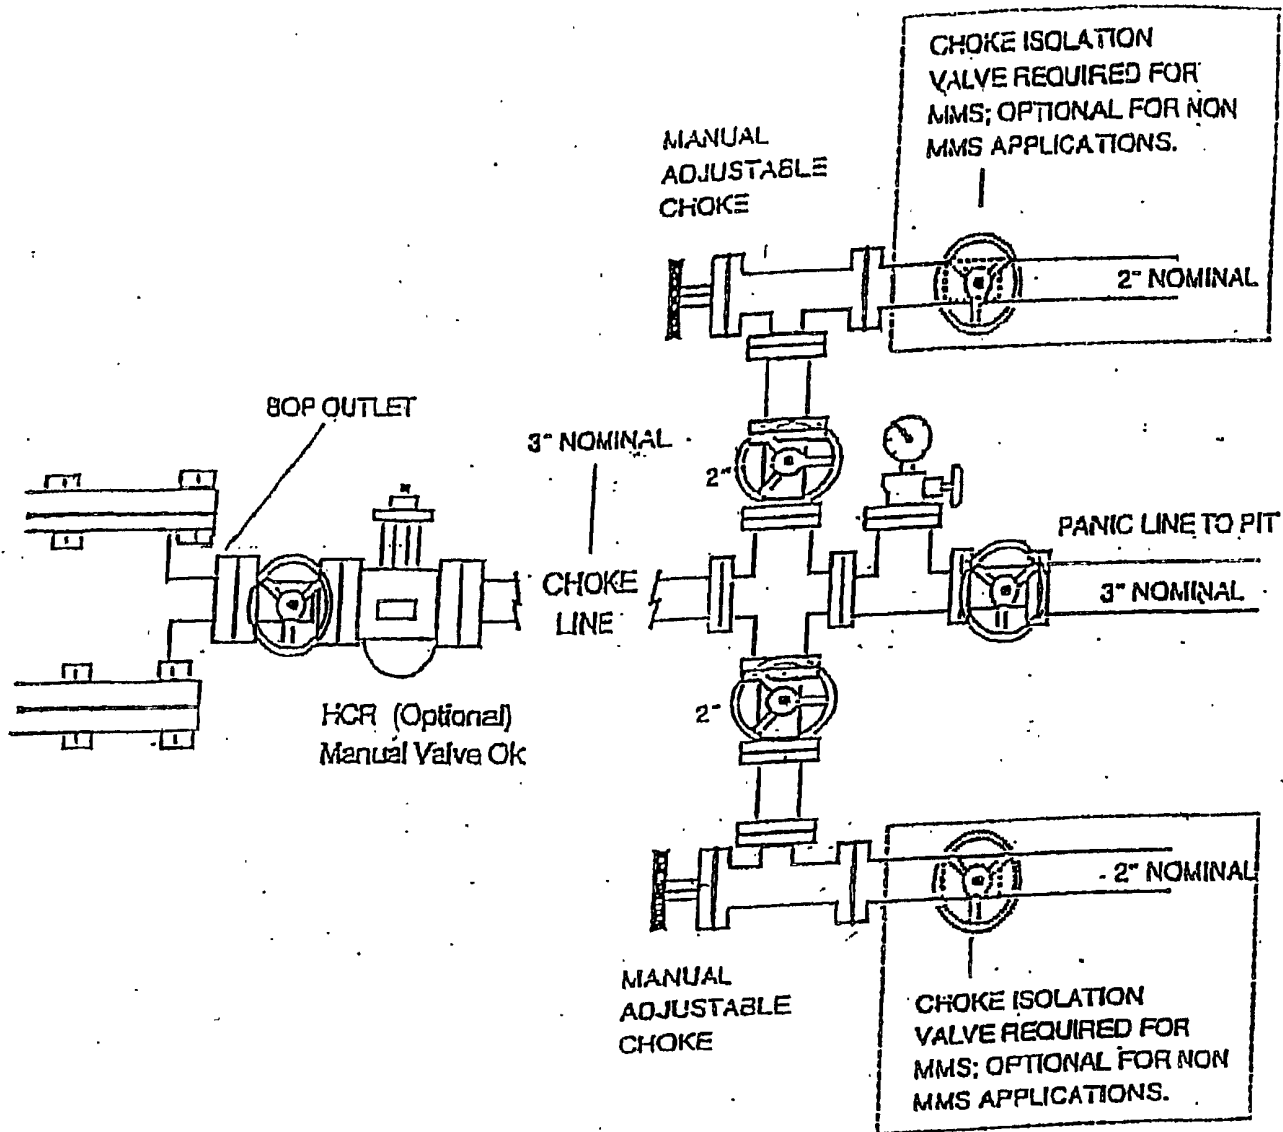 CHOKE ISOLATION
VALVE REQUIRED FOR
MMS; OPTIONAL FOR NON
MMS APPLICATIONS.
MANUAL
ADJUSTABLE
CHOKE
2" NOMINAL
BOP OUTLET
3" NOMINAL
2"
PANIC LINE TO PIT
3" NOMINAL
CHOKE
LINE
HCR (Optional)
Manual Valve Ok
2"
2" NOMINAL
MANUAL
ADJUSTABLE
CHOKE
CHOKE ISOLATION
VALVE REQUIRED FOR
MMS; OPTIONAL FOR NON
MMS APPLICATIONS.